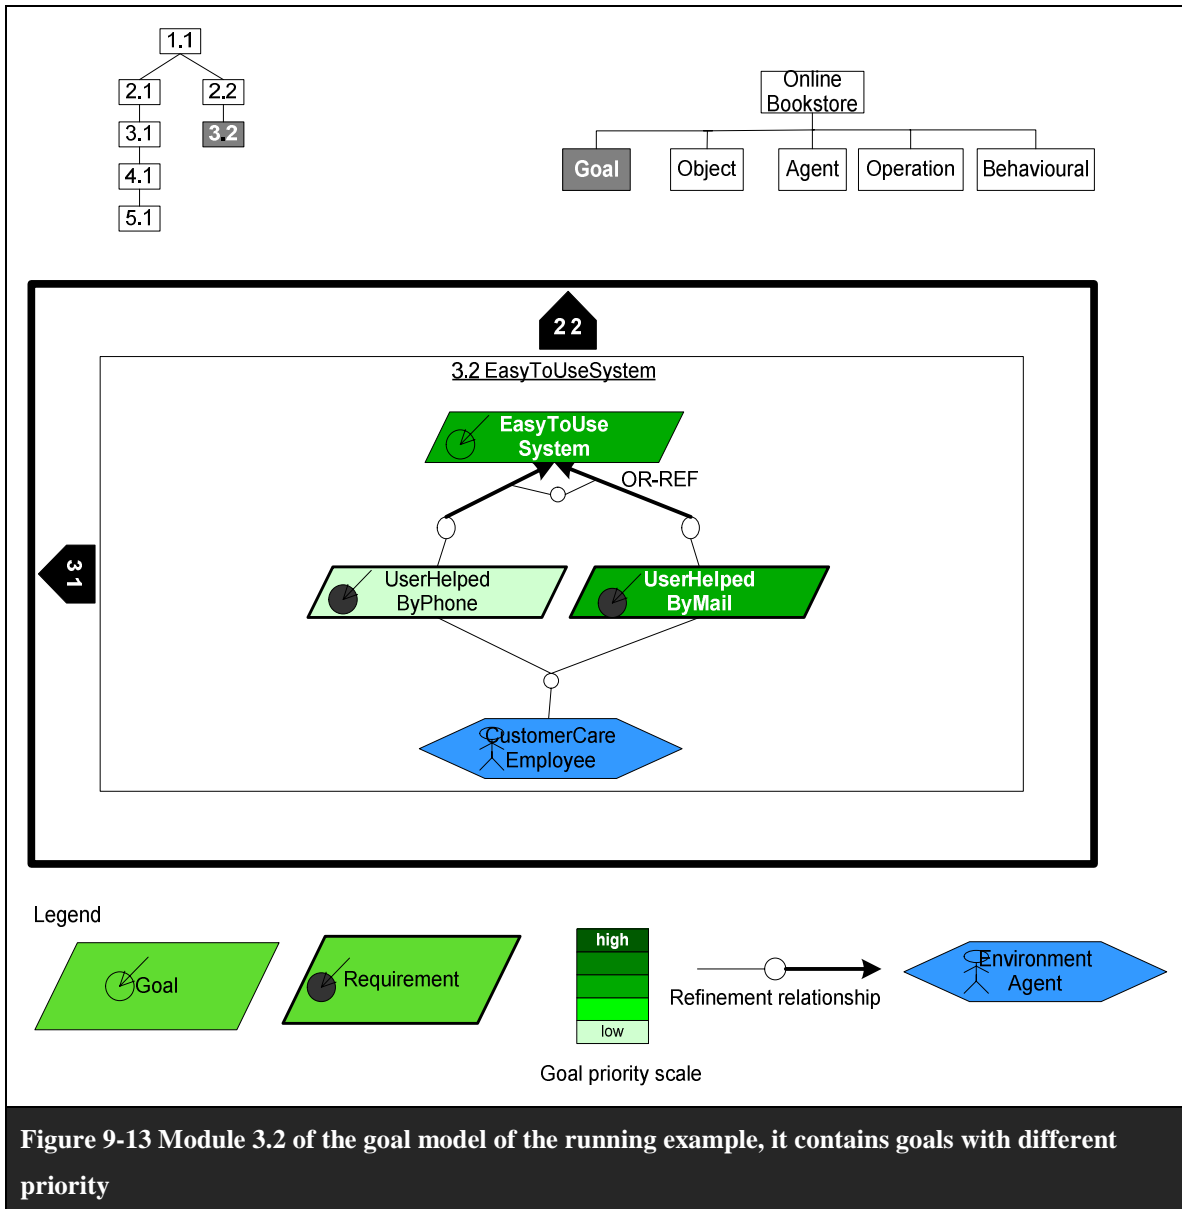 1.1
2.1
2.2
3.1
3.2
4.1
5.1
Online
Bookstore
Goal
Object
Agent
Operation
Behavioural
2 2
3.2 EasyToUseSystem
EasyToUse
System
OR-REF
3 1
UserHelped
ByPhone
UserHelped
ByMail
CustomerCare
Employee
Legend
Goal
Requirement
high
low
Goal priority scale
Refinement relationship
Environment
Agent
Figure 9-13 Module 3.2 of the goal model of the running example, it contains goals with different
priority